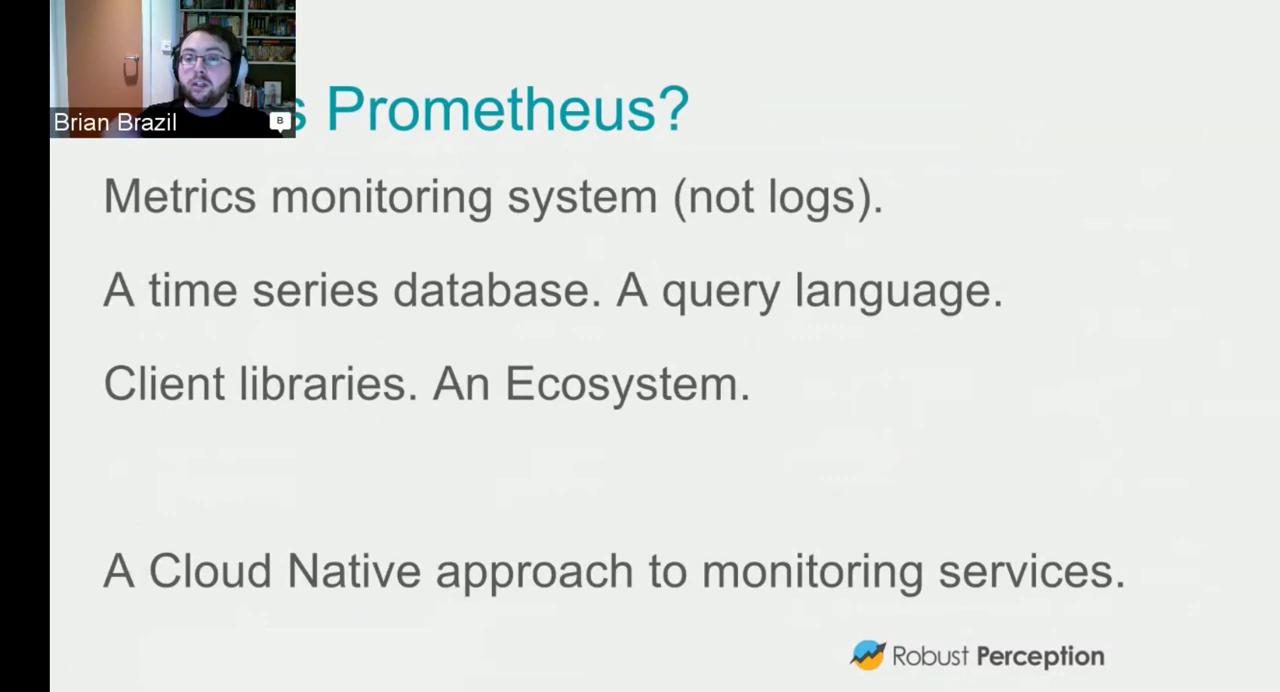 Brian Brazil
B
s Prometheus?
Metrics monitoring system (not logs).
A time series database. A query language.
Client libraries. An Ecosystem.
A Cloud Native approach to monitoring services.
Robust Perception